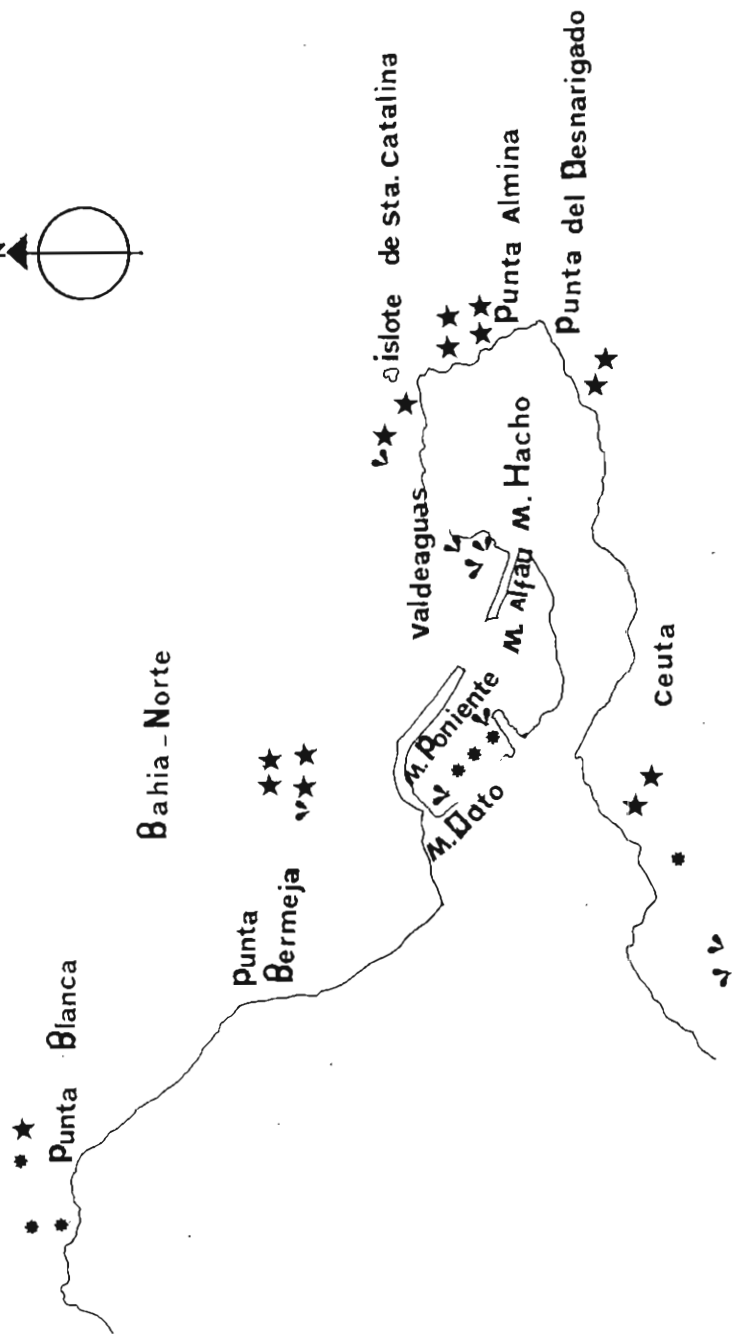 N
Punta Blanca
Bahia-Norte
Punta
Bermeja
islote de sta. Catalina
Valdeaguas
Punta Almina
M. Poniente
M. Dato
M. Alfau
M. Hacho
Punta del Desnarigado
Ceuta